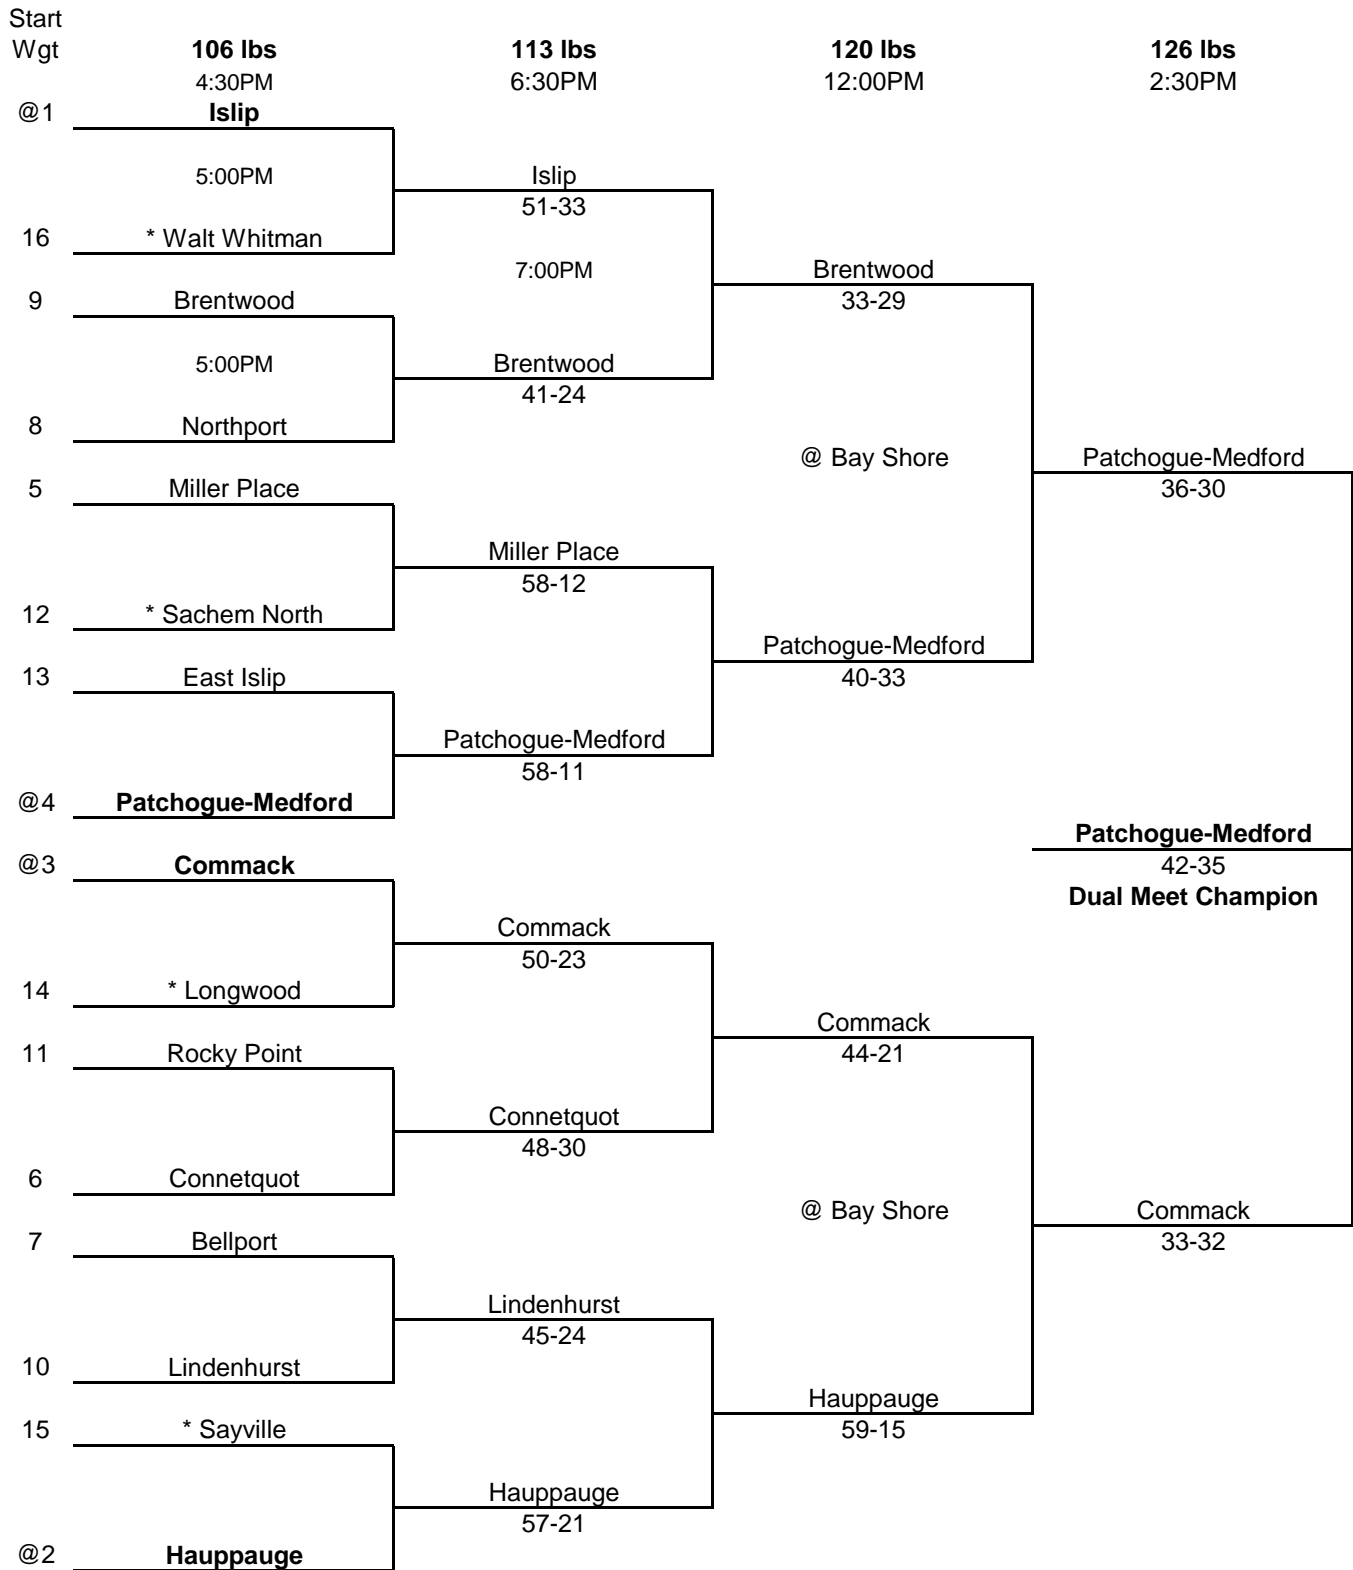 Start
Wgt 106 lbs 113 lbs 120 lbs 126 lbs
4:30PM 6:30PM 12:00PM 2:30PM
@1 Islip
5:00PM Islip
51-33
16 * Walt Whitman
7:00PM Brentwood
9 Brentwood 33-29
5:00PM Brentwood
41-24
8 Northport
@ Bay Shore Patchogue-Medford
5 Miller Place 36-30
Miller Place
58-12
12 * Sachem North
Patchogue-Medford
13 East Islip 40-33
Patchogue-Medford
58-11
@4 Patchogue-Medford
Patchogue-Medford
@3 Commack 42-35
Dual Meet Champion
Commack
50-23
14 * Longwood
Commack
11 Rocky Point 44-21
Connetquot
48-30
6 Connetquot
@ Bay Shore Commack
7 Bellport 33-32
Lindenhurst
45-24
10 Lindenhurst
Hauppauge
15 * Sayville 59-15
Hauppauge
57-21
@2 Hauppauge